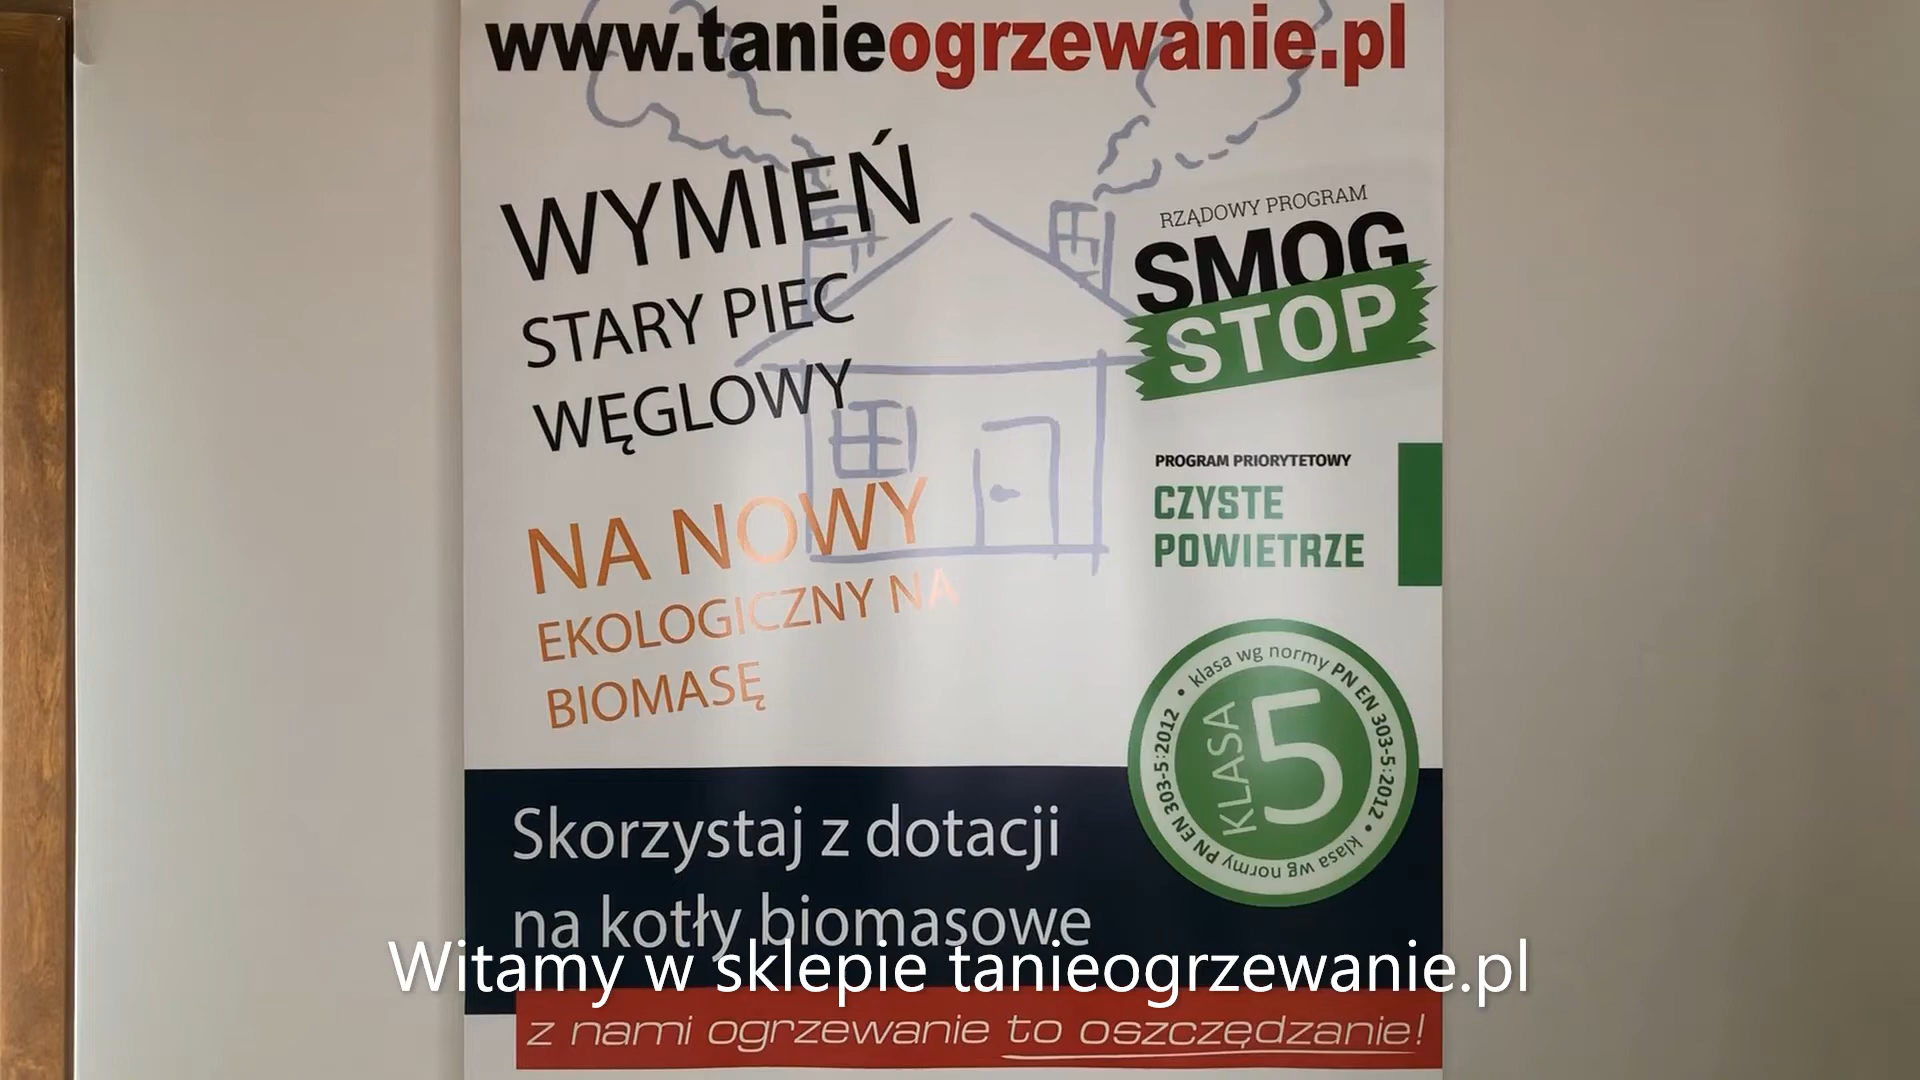 www.tanieogrzewanie.pl
WYMIEŃ
STARY PIEC
WĘGLOWY
NA NOWY
EKOLOGICZNY NA
BIOMASĘ
RZĄDOWY PROGRAM
SMOG
STOP
PROGRAM PRIORYTETOWY
CZYSTE
POWIETRZE
klasa wg normy PN EN 303-5:2012 • klasa wg normy PN EN 303-5:2012 •
KLASA 5
Skorzystaj z dotacji
na kotły biomasowe
Witamy w sklepie tanieogrzewanie.pl
z nami ogrzewanie to oszczędzanie!